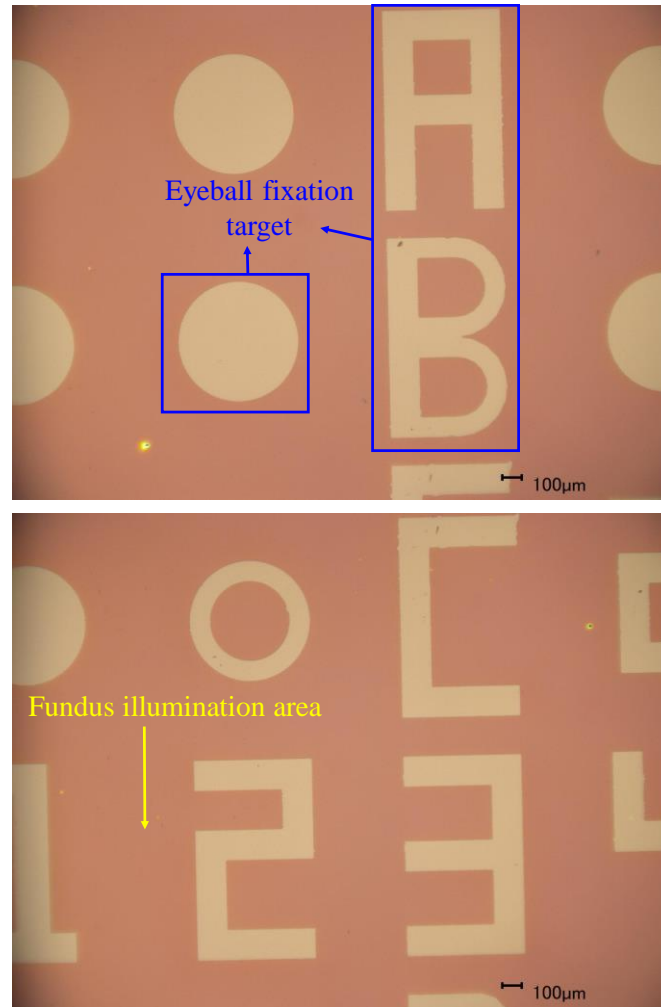 A
Eyeball fixation
target
B
100μm
C
Fundus illumination area
1 2 3
100μm